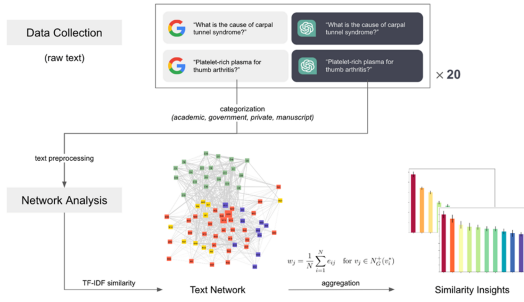 Data Collection
(raw text)
“What is the cause of carpal
tunnel syndrome?”
“What is the cause of carpal
tunnel syndrome?”
“Platelet-rich plasma for
thumb arthritis?”
“Platelet-rich plasma for
thumb arthritis?”
× 20
categorization
(academic, government, private, manuscript)
text preprocessing
Network Analysis
TF-IDF similarity
Text Network
aggregation
Similarity Insights